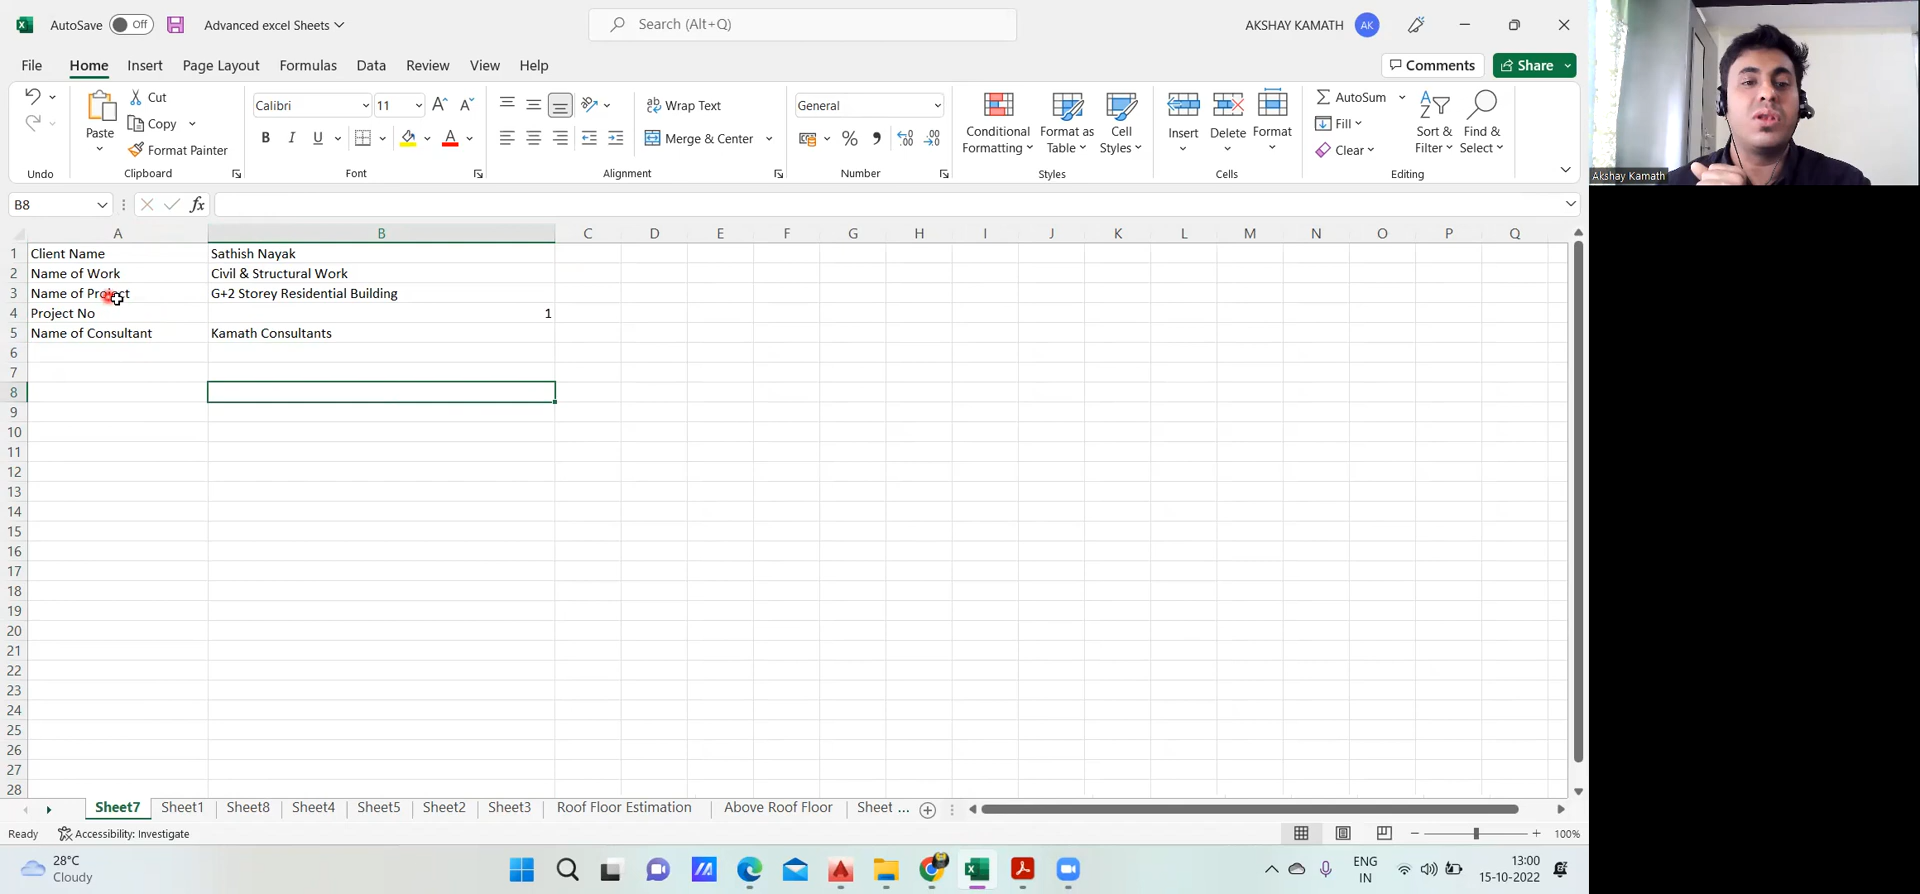 AutoSave Off Advanced excel Sheets Search (Alt+Q) AKSHAY KAMATH AK
File Home Insert Page Layout Formulas Data Review View Help Comments Share
Cut Calibri 11 Wrap Text General AutoSum
Paste Copy Merge & Center Conditional Formatting Format as Table Cell Styles Insert Delete Format Fill Sort & Filter Find & Select
Format Painter Clear
Undo Clipboard Font Alignment Number Styles Cells Editing
Akshay Kamath
B8 fx
A B C D E F G H I J K L M N O P Q
1 Client Name Sathish Nayak
2 Name of Work Civil & Structural Work
3 Name of Project G+2 Storey Residential Building
4 Project No 1
5 Name of Consultant Kamath Consultants
6
7
8
9
10
11
12
13
14
15
16
17
18
19
20
21
22
23
24
25
26
27
28
Sheet7 Sheet1 Sheet8 Sheet4 Sheet5 Sheet2 Sheet3 Roof Floor Estimation Above Roof Floor Sheet ...
Ready Accessibility: Investigate 100%
28°C ENG 13:00
Cloudy IN 15-10-2022